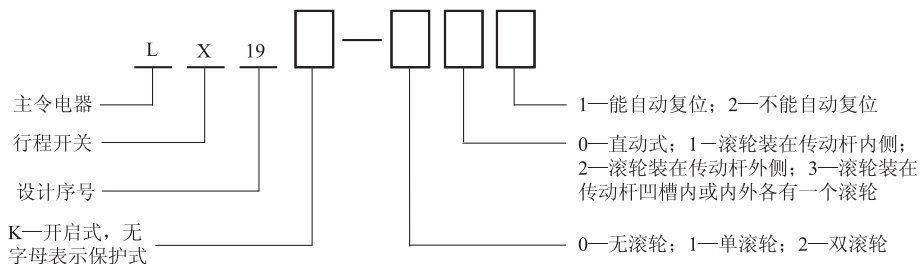 L X 19 —
主令电器
行程开关
设计序号
K—开启式，无
字母表示保护式
1—能自动复位；2—不能自动复位
0—直动式；1—滚轮装在传动杆内侧；
2—滚轮装在传动杆外侧；3—滚轮装在
传动杆凹槽内或内外各有一个滚轮
0—无滚轮；1—单滚轮；2—双滚轮